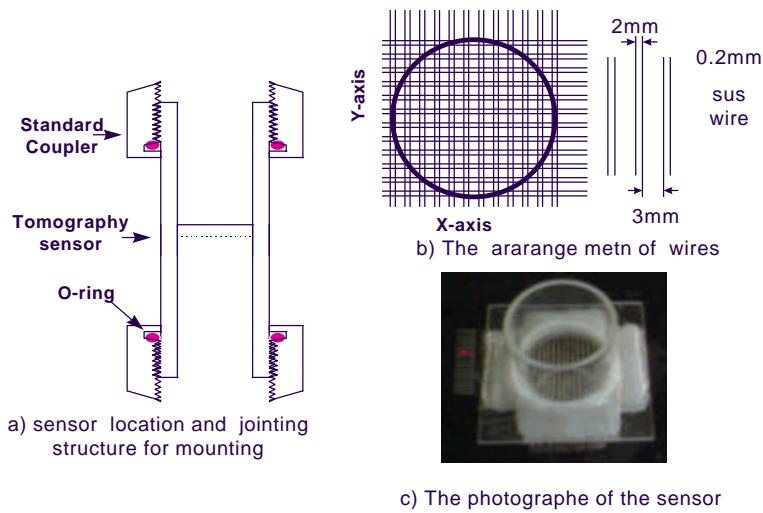 Standard
Coupler
Tomography
sensor
O-ring
a) sensor location and jointing
structure for mounting
Y-axis
X-axis
2mm
0.2mm
sus
wire
3mm
b) The ararange metn of wires
c) The photographe of the sensor